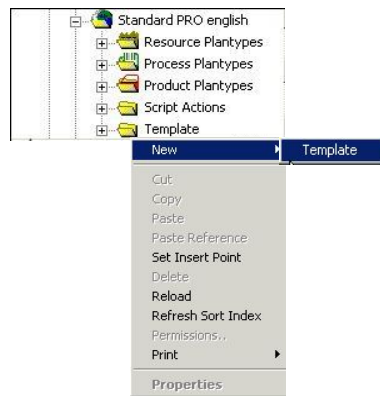 Standard PRO english
Resource Plantypes
Process Plantypes
Product Plantypes
Script Actions
Template
New
Template
Cut
Copy
Paste
Paste Reference
Set Insert Point
Delete
Reload
Refresh Sort Index
Permissions..
Print
Properties